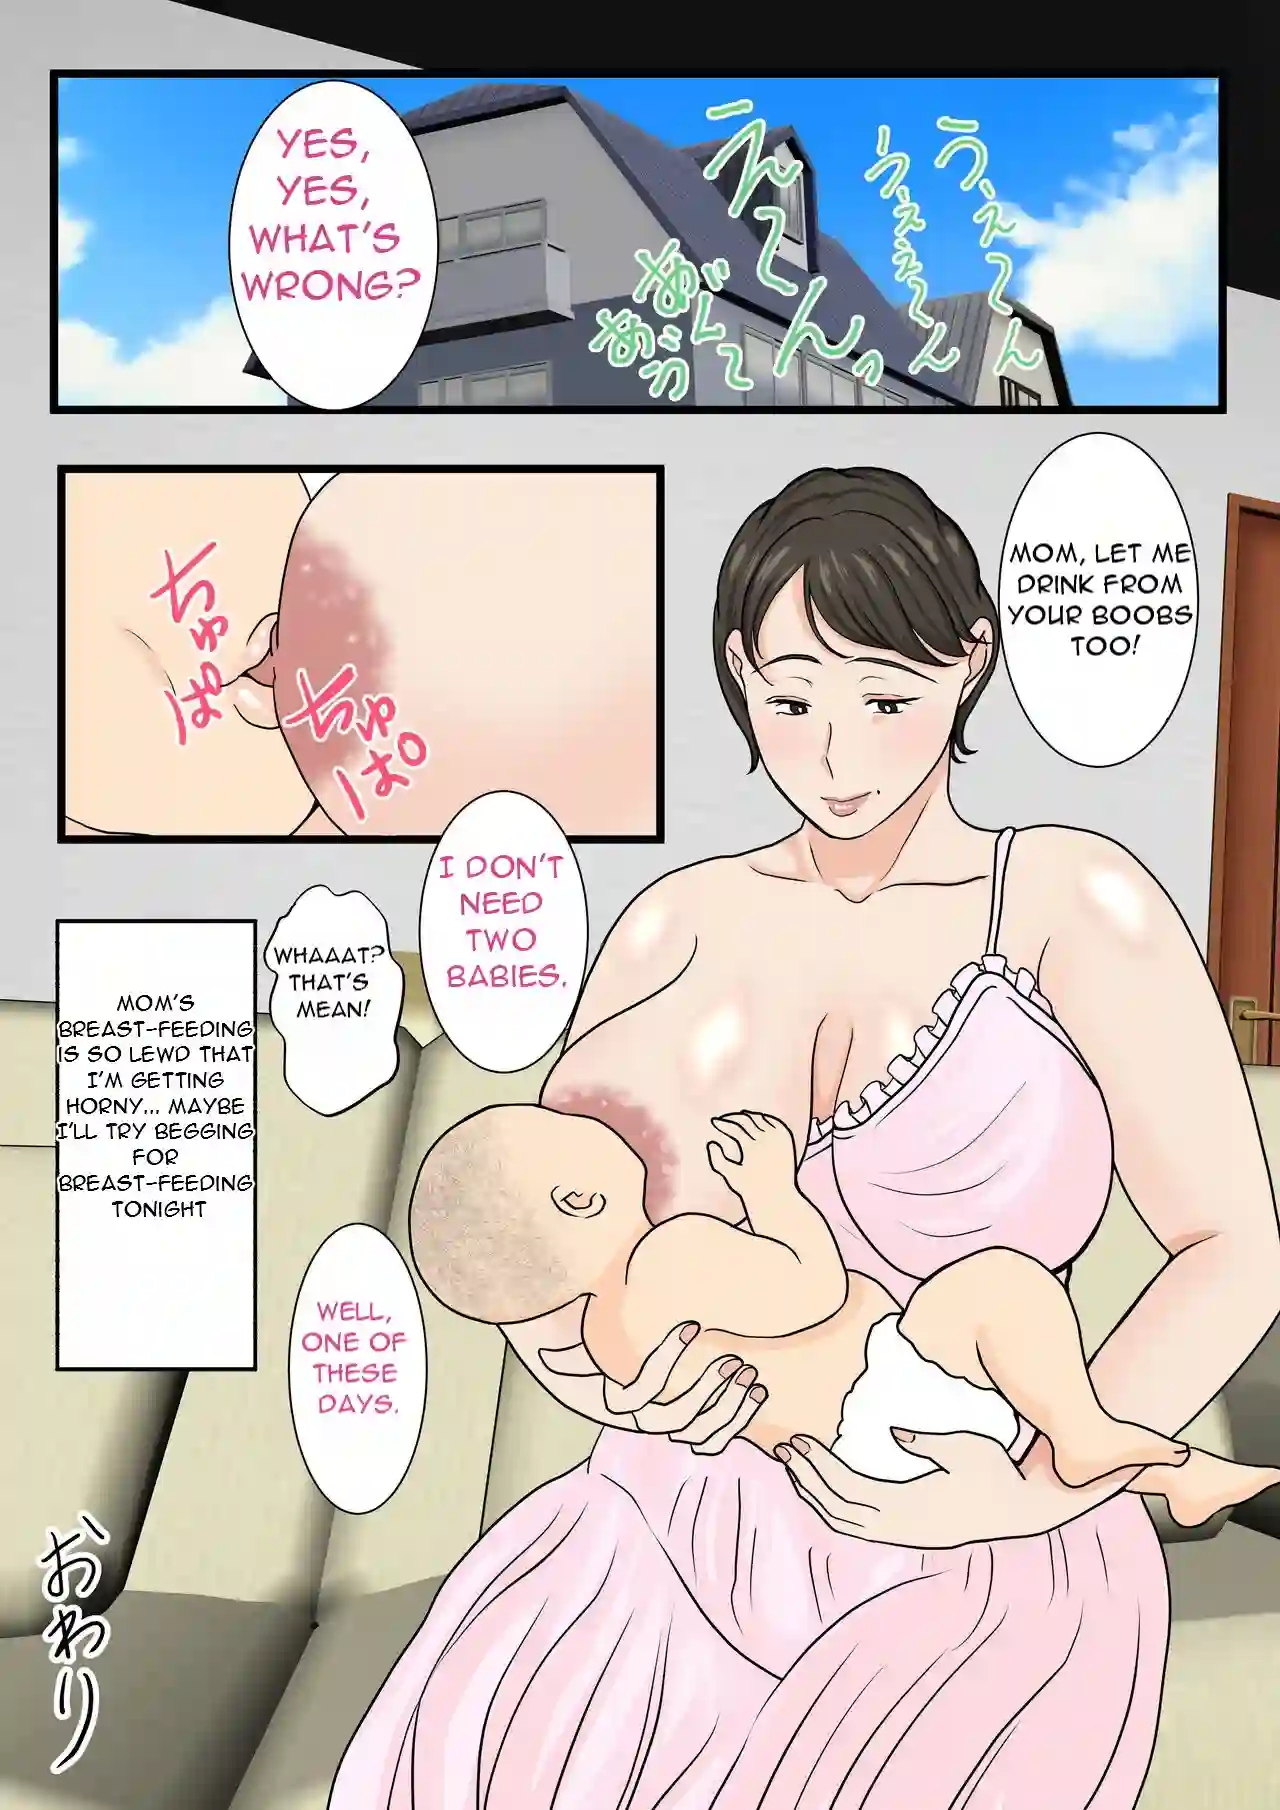 YES,
YES,
WHAT'S
WRONG?
ちゅぱ
ちゅぱ
MOM, LET ME
DRINK FROM
YOUR BOOBS
TOO!
I DON'T
NEED
TWO
BABIES.
WHAAAT?
THAT'S
MEAN!
WELL,
ONE OF
THESE
DAYS.
MOM'S
BREAST-FEEDING
IS SO LEWD THAT
I'M GETTING
HORNY... MAYBE
I'LL TRY BEGGING
FOR
BREAST-FEEDING
TONIGHT
おわり